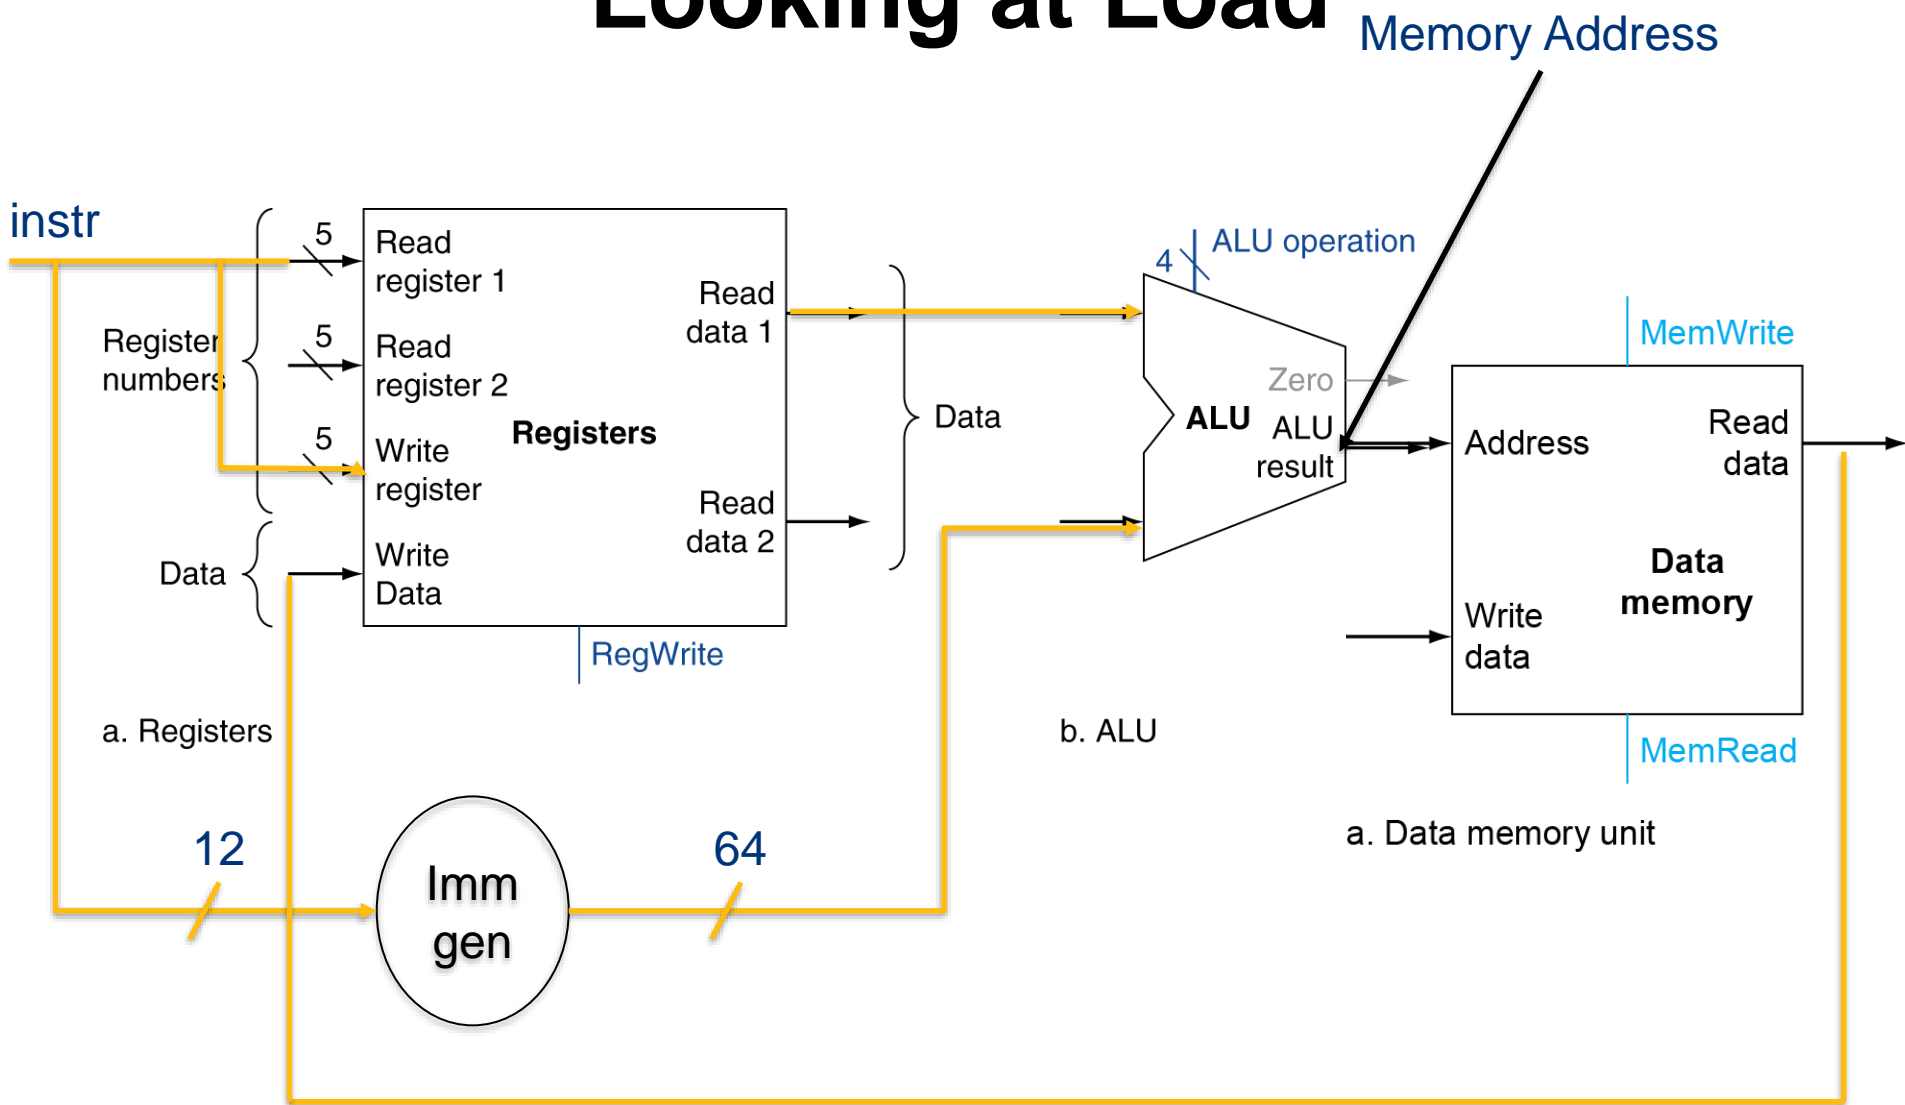 Looking at Load
Memory Address
instr
5
Read
register 1
Register
numbers
5
Read
register 2
5
Write
register
Registers
Data
Write
Data
Read
data 1
Read
data 2
RegWrite
Data
4
ALU operation
Zero
ALU
ALU
result
MemWrite
Address
Read
data
Data
memory
Write
data
MemRead
a. Registers
b. ALU
a. Data memory unit
12
Imm
gen
64